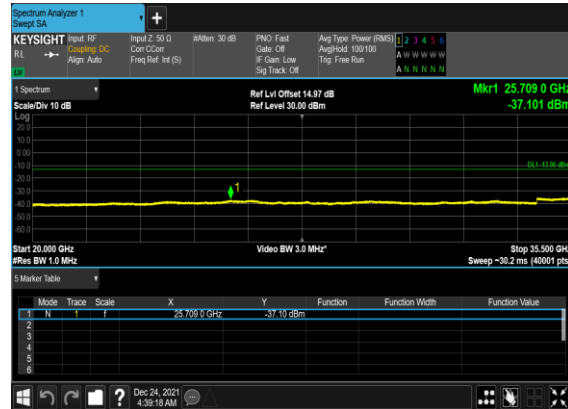 Spectrum Analyzer 1
Swept SA
+
KEYSIGHT Input: RF Input Z: 50 Ω #Atten: 30 dB PNO: Fast Avg Type: Power (RMS) 1 2 3 4 5 6
RL Coupling: DC Corr CCorr Gate: Off Avg|Hold: 100/100 A W W W W W
Align: Auto Freq Ref: Int (S) IF Gain: Low Trig: Free Run
Sig Track: Off A N N N N N
1 Spectrum Ref Lvl Offset 14.97 dB Mkr1 25.709 0 GHz
Scale/Div 10 dB Ref Level 30.00 dBm -37.101 dBm
Log
20.0
10.0
0.00
-10.0 DL1 -13.00 dBm
-20.0
-30.0 1
-40.0
-50.0
-60.0
Start 20.000 GHz Video BW 3.0 MHz* Stop 35.500 GHz
#Res BW 1.0 MHz Sweep ~30.2 ms (40001 pts)
5 Marker Table
Mode Trace Scale X Y Function Function Width Function Value
1 N 1 f 25.709 0 GHz -37.10 dBm
2
3
4
5
6
? Dec 24, 2021
4:39:18 AM